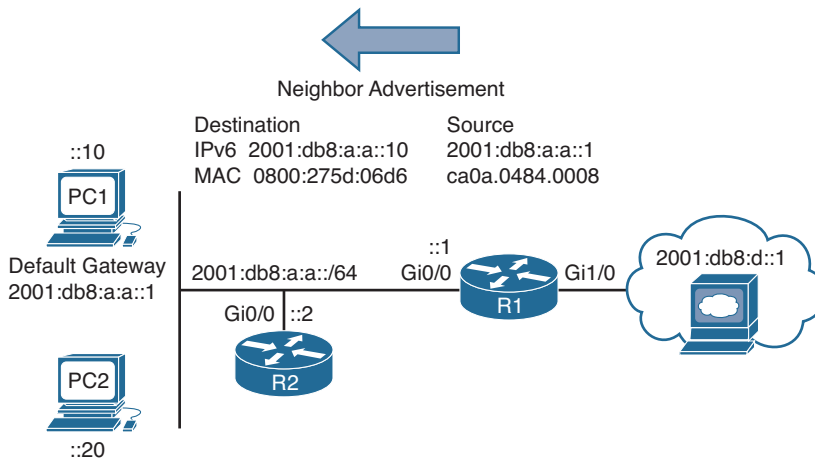 Neighbor Advertisement
Destination Source
IPv6 2001:db8:a:a::10 2001:db8:a:a::1
MAC 0800:275d:06d6 ca0a.0484.0008
::10
PC1
Default Gateway
2001:db8:a:a::1
2001:db8:a:a::/64
::1
Gi0/0
R1
Gi1/0
2001:db8:d::1
Gi0/0
::2
R2
PC2
::20